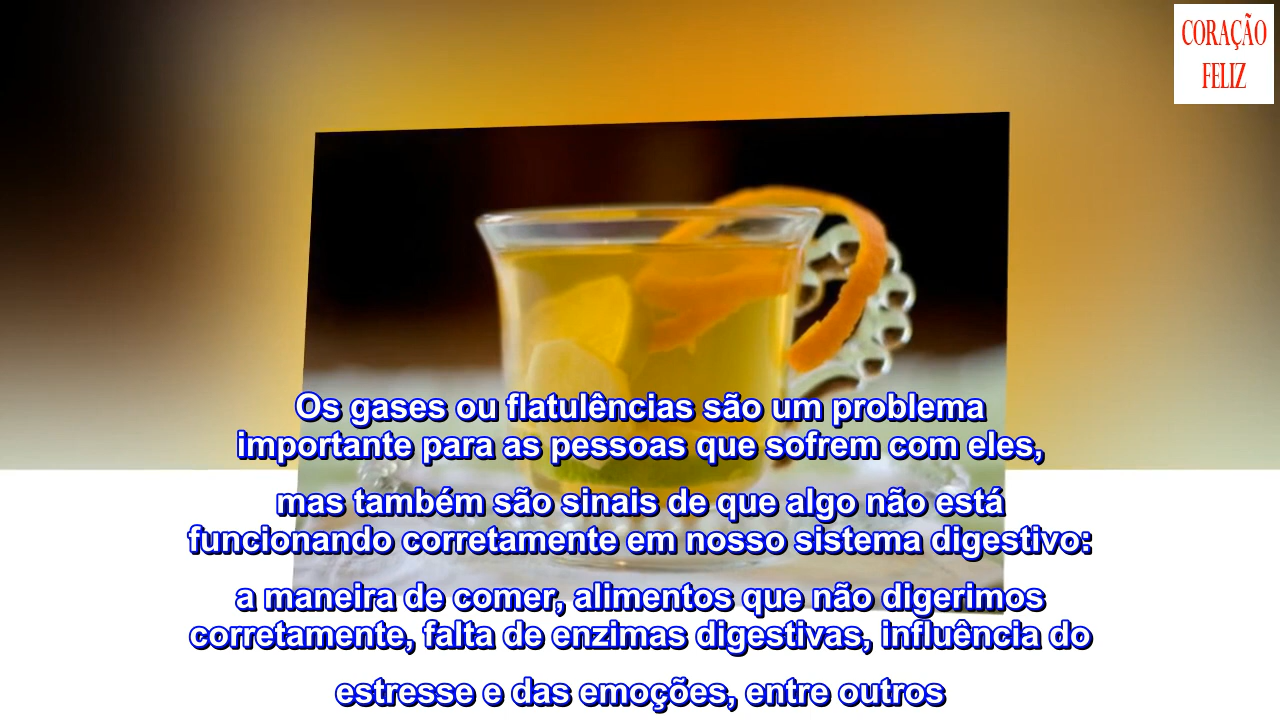 CORAÇÃO
FELIZ
Os gases ou flatulências são um problema
importante para as pessoas que sofrem com eles,
mas também são sinais de que algo não está
funcionando corretamente em nosso sistema digestivo:
a maneira de comer, alimentos que não digerimos
corretamente, falta de enzimas digestivas, influência do
estresse e das emoções, entre outros